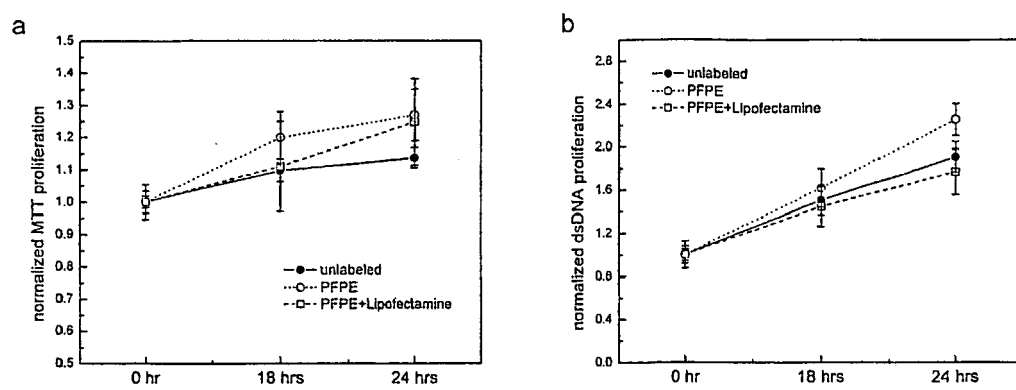 a
1.5
1.4
1.3
1.2
1.1
1.0
0.9
0.8
0.7
0.6
0.5
normalized MTT proliferation
unlabeled
PFPE
PFPE+Lipofectamine
0 hr
18 hrs
24 hrs
b
2.8
2.4
2.0
1.6
1.2
0.8
0.4
0.0
normalized dsDNA proliferation
unlabeled
PFPE
PFPE+Lipofectamine
0 hr
18 hrs
24 hrs